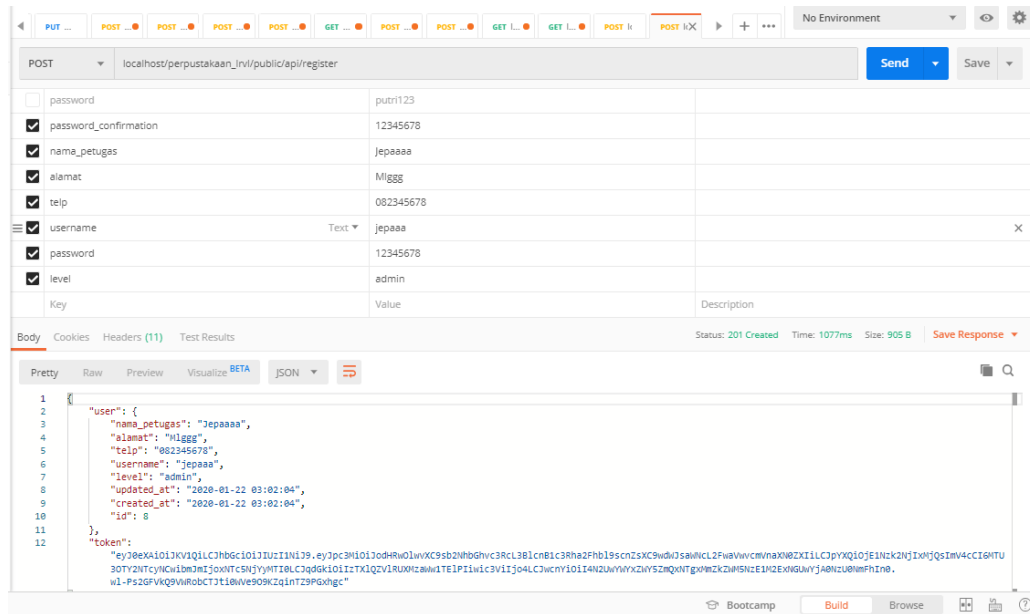 PUT ...
POST ...
POST ...
POST ...
POST ...
GET ...
POST ...
POST ...
GET l...
GET l...
POST
POST
No Environment
POST
localhost/perpustakaan_lrvl/public/api/register
Send
Save
password putri123
password_confirmation 12345678
nama_petugas Jepaaaa
alamat Mlggg
telp 082345678
username Text jepaaa
password 12345678
level admin
Key Value Description
Body Cookies Headers (11) Test Results Status: 201 Created Time: 1077ms Size: 905 B Save Response
Pretty Raw Preview Visualize BETA JSON
1 {
2 "user": {
3 "nama_petugas": "Jepaaaa",
4 "alamat": "Mlggg",
5 "telp": "082345678",
6 "username": "jepaaa",
7 "level": "admin",
8 "updated_at": "2020-01-22 03:02:04",
9 "created_at": "2020-01-22 03:02:04",
10 "id": 8
11 },
12 "token":
Bootcamp Build Browse